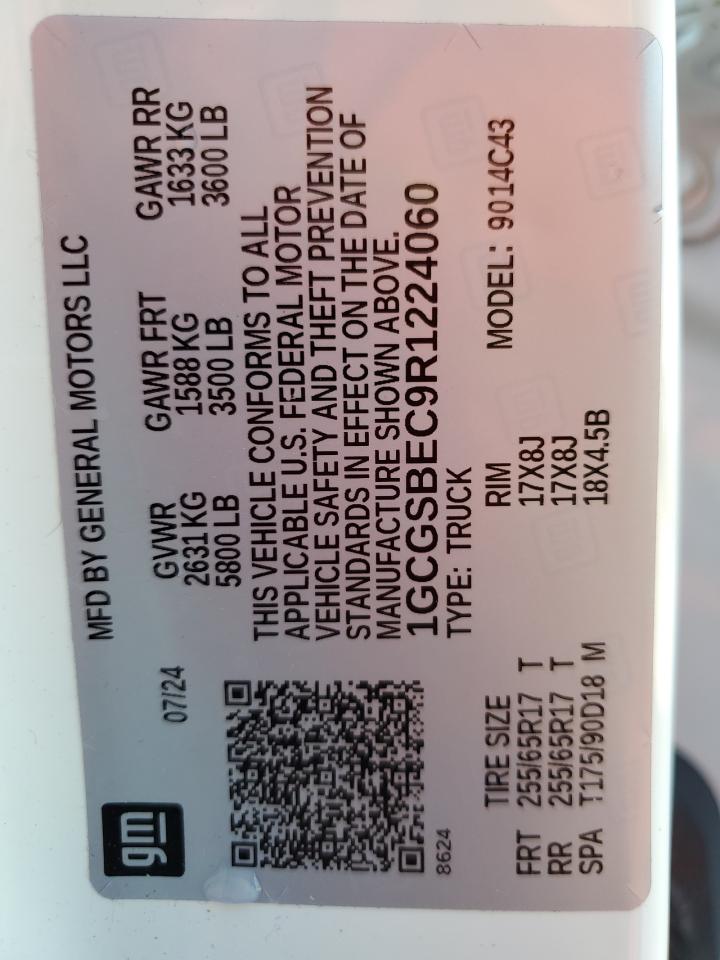 gm
MFD BY GENERAL MOTORS LLC
07/24
GVWR GAWR FRT GAWR RR
2631 KG 1588 KG 1633 KG
5800 LB 3500 LB 3600 LB
THIS VEHICLE CONFORMS TO ALL
APPLICABLE U.S. FEDERAL MOTOR
VEHICLE SAFETY AND THEFT PREVENTION
STANDARDS IN EFFECT ON THE DATE OF
MANUFACTURE SHOWN ABOVE.
1GCGSBEC9R1224060
8624
TYPE: TRUCK
TIRE SIZE RIM MODEL: 9014C43
FRT 255/65R17 T 17X8J
RR 255/65R17 T 17X8J
SPA T175/90D18 M 18X4.5B